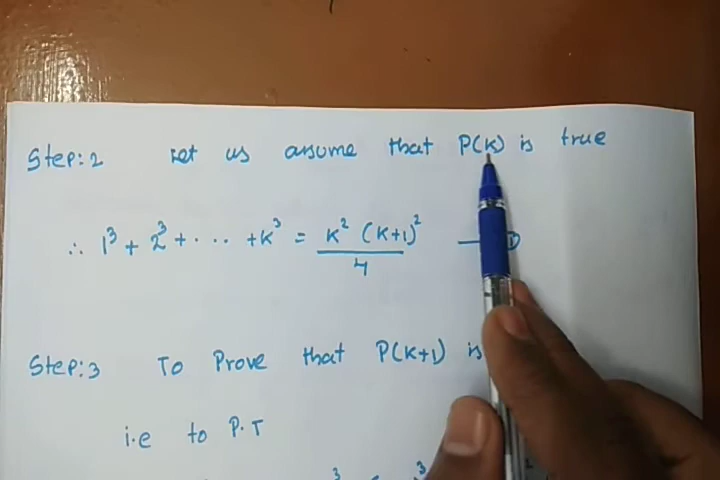 Step:2 Let us assume that P(k) is true
∴ 1³ + 2³ + . ... + k³ = k² (k+1)² / 4 —
Step:3 To Prove that P(k+1) is
i.e to P.T